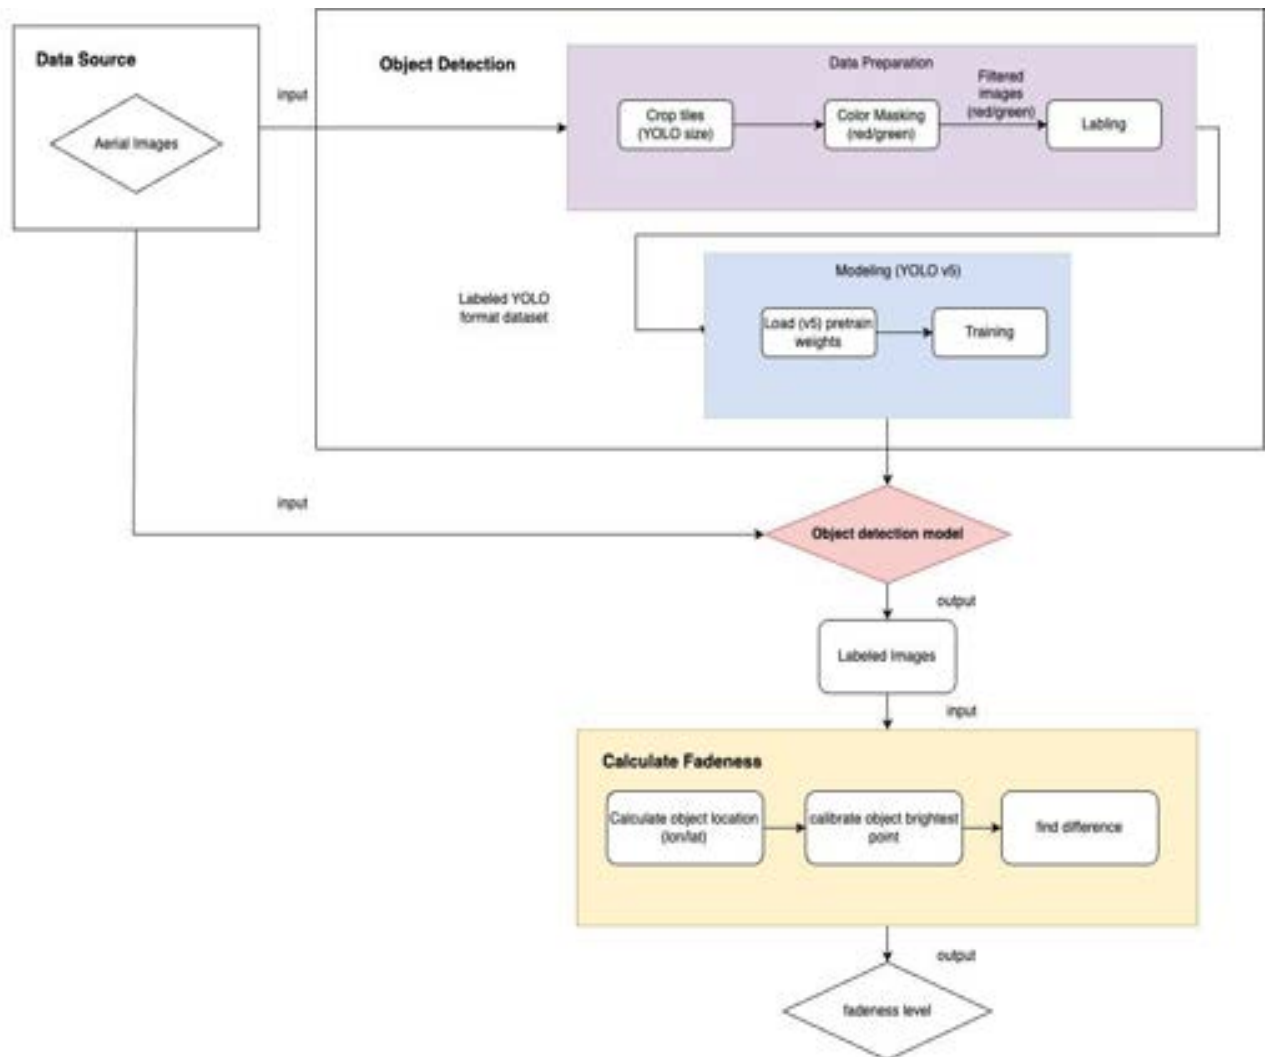 Data Source
Aerial Images
input
Object Detection
Data Preparation
Crop tiles
(YOLO size)
Color Masking
(red/green)
Filtered
images
(red/green)
Labling
Labeled YOLO
format dataset
Modeling (YOLO v5)
Load (v5) pretrain
weights
Training
input
Object detection model
output
Labeled Images
input
Calculate Fadeness
Calculate object location
(lon/lat)
calibrate object brightest
point
find difference
output
fadeness level